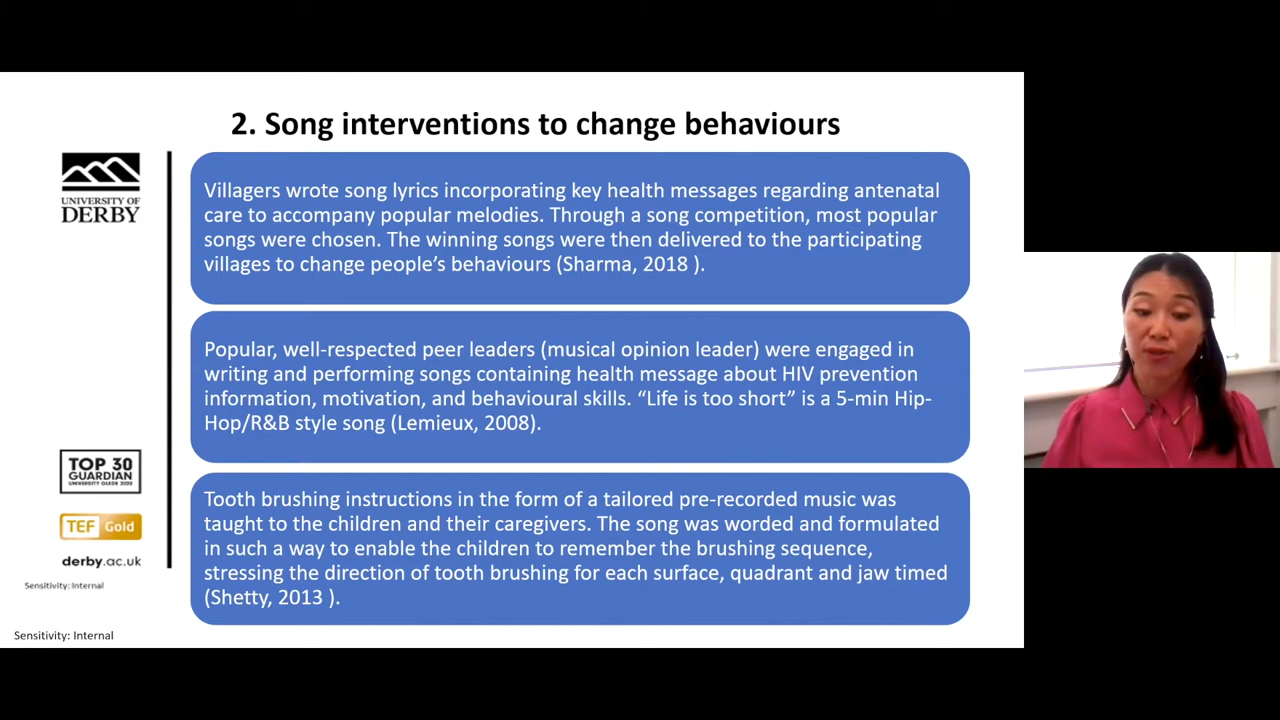 2. Song interventions to change behaviours
UNIVERSITY OF
DERBY
Villagers wrote song lyrics incorporating key health messages regarding antenatal
care to accompany popular melodies. Through a song competition, most popular
songs were chosen. The winning songs were then delivered to the participating
villages to change people’s behaviours (Sharma, 2018 ).
Popular, well-respected peer leaders (musical opinion leader) were engaged in
writing and performing songs containing health message about HIV prevention
information, motivation, and behavioural skills. “Life is too short” is a 5-min Hip-
Hop/R&B style song (Lemieux, 2008).
TOP 30
GUARDIAN
UNIVERSITY GUIDE 2020
TEF Gold
derby.ac.uk
Tooth brushing instructions in the form of a tailored pre-recorded music was
taught to the children and their caregivers. The song was worded and formulated
in such a way to enable the children to remember the brushing sequence,
stressing the direction of tooth brushing for each surface, quadrant and jaw timed
(Shetty, 2013 ).
Sensitivity: Internal
Sensitivity: Internal